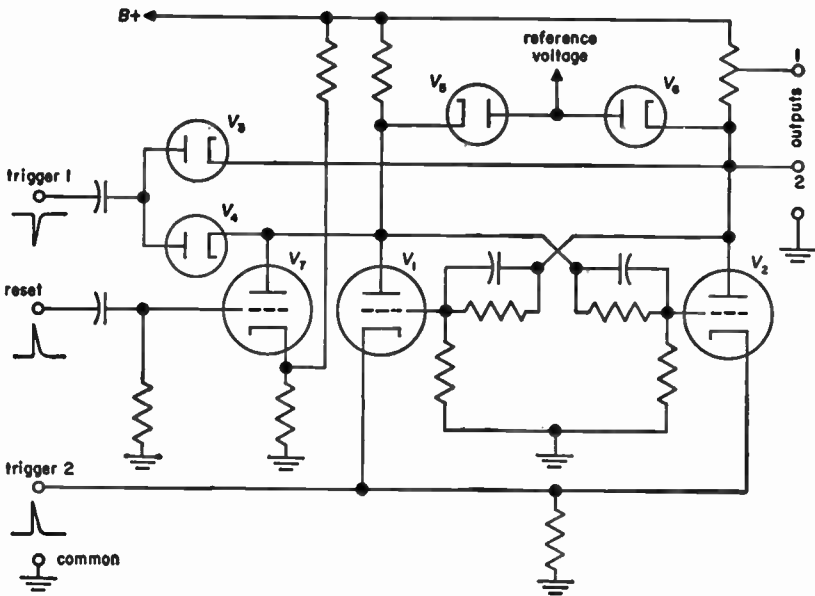 B+
reference
voltage
1
outputs
2
V5
V6
V3
trigger 1
V4
V7
V1
V2
reset
trigger 2
common